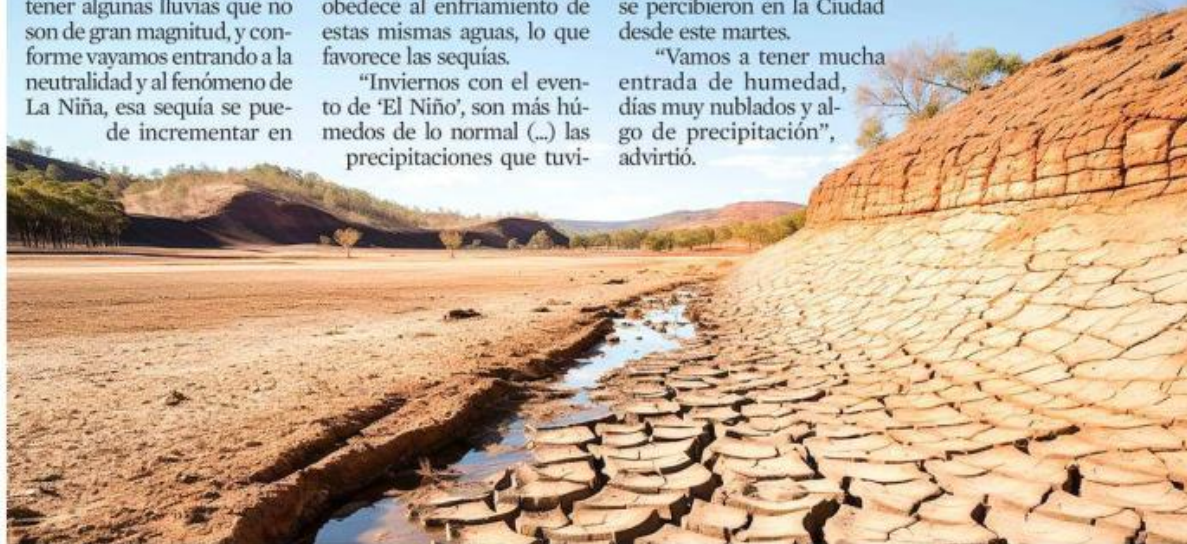 tener algunas lluvias que no
son de gran magnitud, y con-
forme vayamos entrando a la
neutralidad y al fenómeno de
La Niña, esa sequía se pue-
de incrementar en
obedece al enfriamiento de
estas mismas aguas, lo que
favorece las sequías.
“Inviernos con el even-
to de ‘El Niño’, son más hú-
medos de lo normal (...) las
precipitaciones que tuvi-
se percibieron en la Ciudad
desde este martes.
“Vamos a tener mucha
entrada de humedad,
días muy nublados y al-
go de precipitación”,
advirtió.